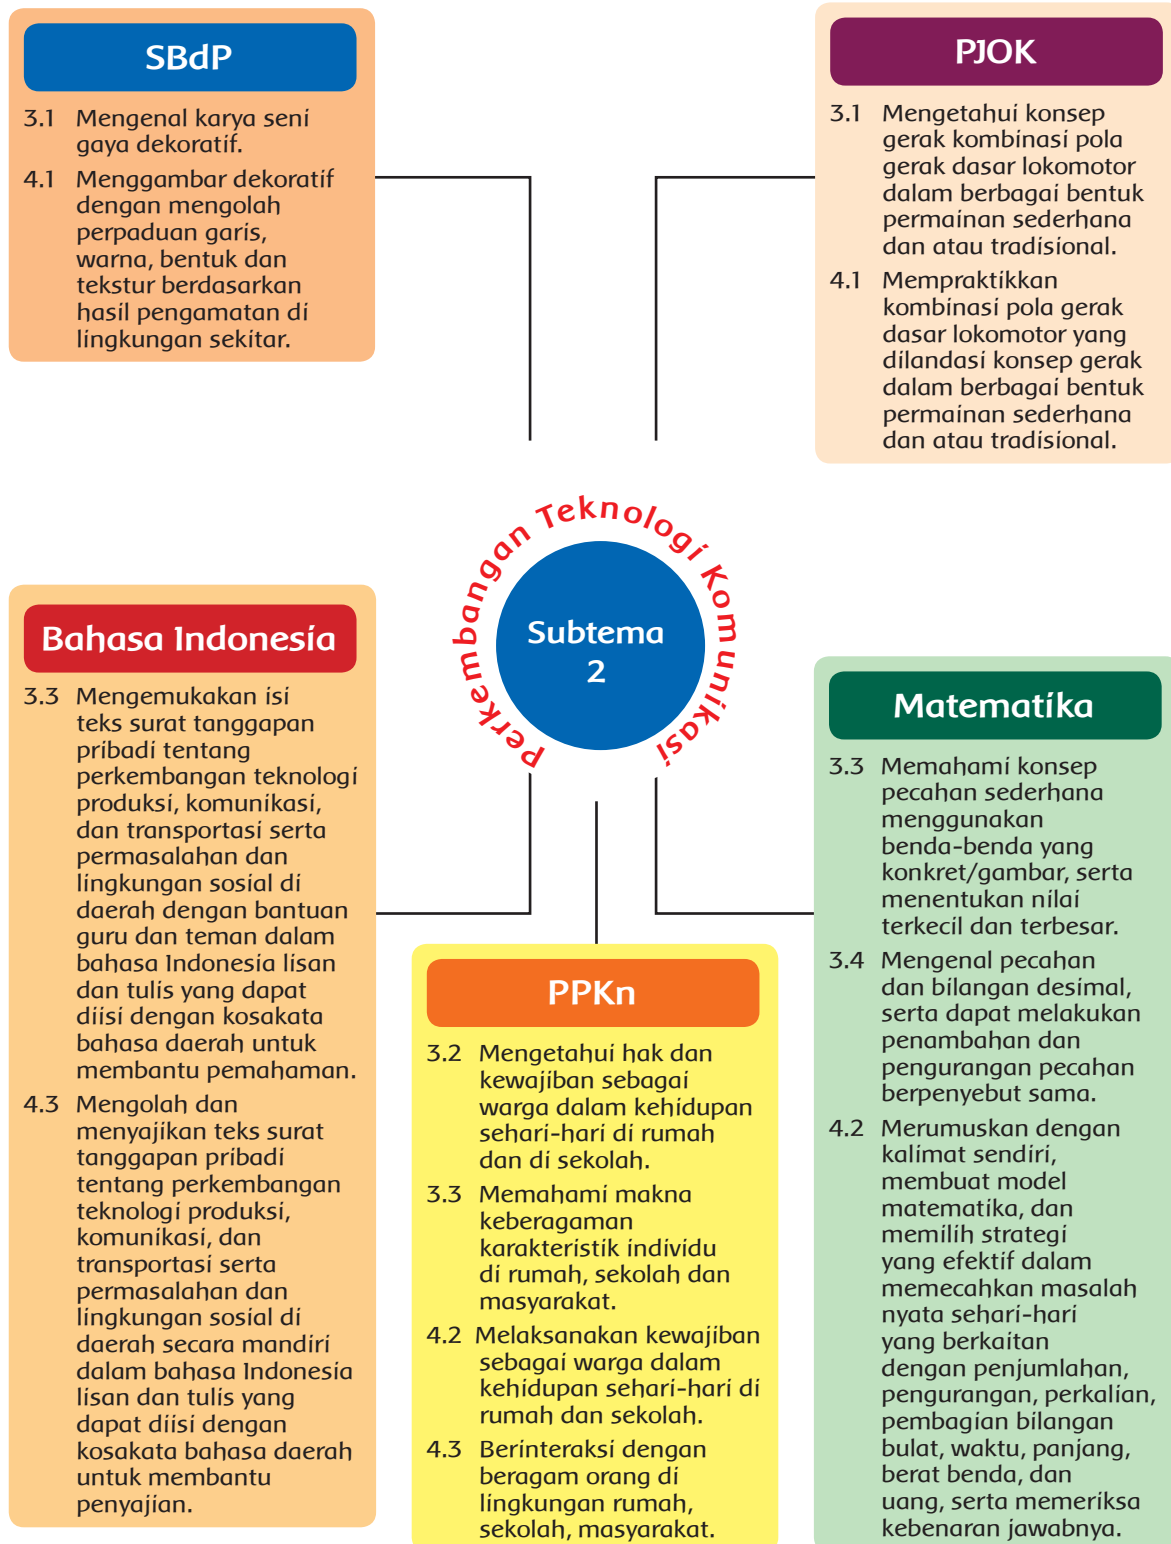 SBdP
3.1 Mengenal karya seni
gaya dekoratif.
4.1 Menggambar dekoratif
dengan mengolah
perpaduan garis,
warna, bentuk dan
tekstur berdasarkan
hasil pengamatan di
lingkungan sekitar.
PJOK
3.1 Mengetahui konsep
gerak kombinasi pola
gerak dasar lokomotor
dalam berbagai bentuk
permainan sederhana
dan atau tradisional.
4.1 Mempraktikkan
kombinasi pola gerak
dasar lokomotor yang
dilandasi konsep gerak
dalam berbagai bentuk
permainan sederhana
dan atau tradisional.
Perkembangan Teknologi Komunikasi
Subtema
2
Bahasa Indonesia
3.3 Mengemukakan isi
teks surat tanggapan
pribadi tentang
perkembangan teknologi
produksi, komunikasi,
dan transportasi serta
permasalahan dan
lingkungan sosial di
daerah dengan bantuan
guru dan teman dalam
bahasa Indonesia lisan
dan tulis yang dapat
diisi dengan kosakata
bahasa daerah untuk
membantu pemahaman.
4.3 Mengolah dan
menyajikan teks surat
tanggapan pribadi
tentang perkembangan
teknologi produksi,
komunikasi, dan
transportasi serta
permasalahan dan
lingkungan sosial di
daerah secara mandiri
dalam bahasa Indonesia
lisan dan tulis yang
dapat diisi dengan
kosakata bahasa daerah
untuk membantu
penyajian.
PPKn
3.2 Mengetahui hak dan
kewajiban sebagai
warga dalam kehidupan
sehari-hari di rumah
dan di sekolah.
3.3 Memahami makna
keberagaman
karakteristik individu
di rumah, sekolah dan
masyarakat.
4.2 Melaksanakan kewajiban
sebagai warga dalam
kehidupan sehari-hari di
rumah dan sekolah.
4.3 Berinteraksi dengan
beragam orang di
lingkungan rumah,
sekolah, masyarakat.
Matematika
3.3 Memahami konsep
pecahan sederhana
menggunakan
benda-benda yang
konkret/gambar, serta
menentukan nilai
terkecil dan terbesar.
3.4 Mengenal pecahan
dan bilangan desimal,
serta dapat melakukan
penambahan dan
pengurangan pecahan
berpenyebut sama.
4.2 Merumuskan dengan
kalimat sendiri,
membuat model
matematika, dan
memilih strategi
yang efektif dalam
memecahkan masalah
nyata sehari-hari
yang berkaitan
dengan penjumlahan,
pengurangan, perkalian,
pembagian bilangan
bulat, waktu, panjang,
berat benda, dan
uang, serta memeriksa
kebenaran jawabnya.